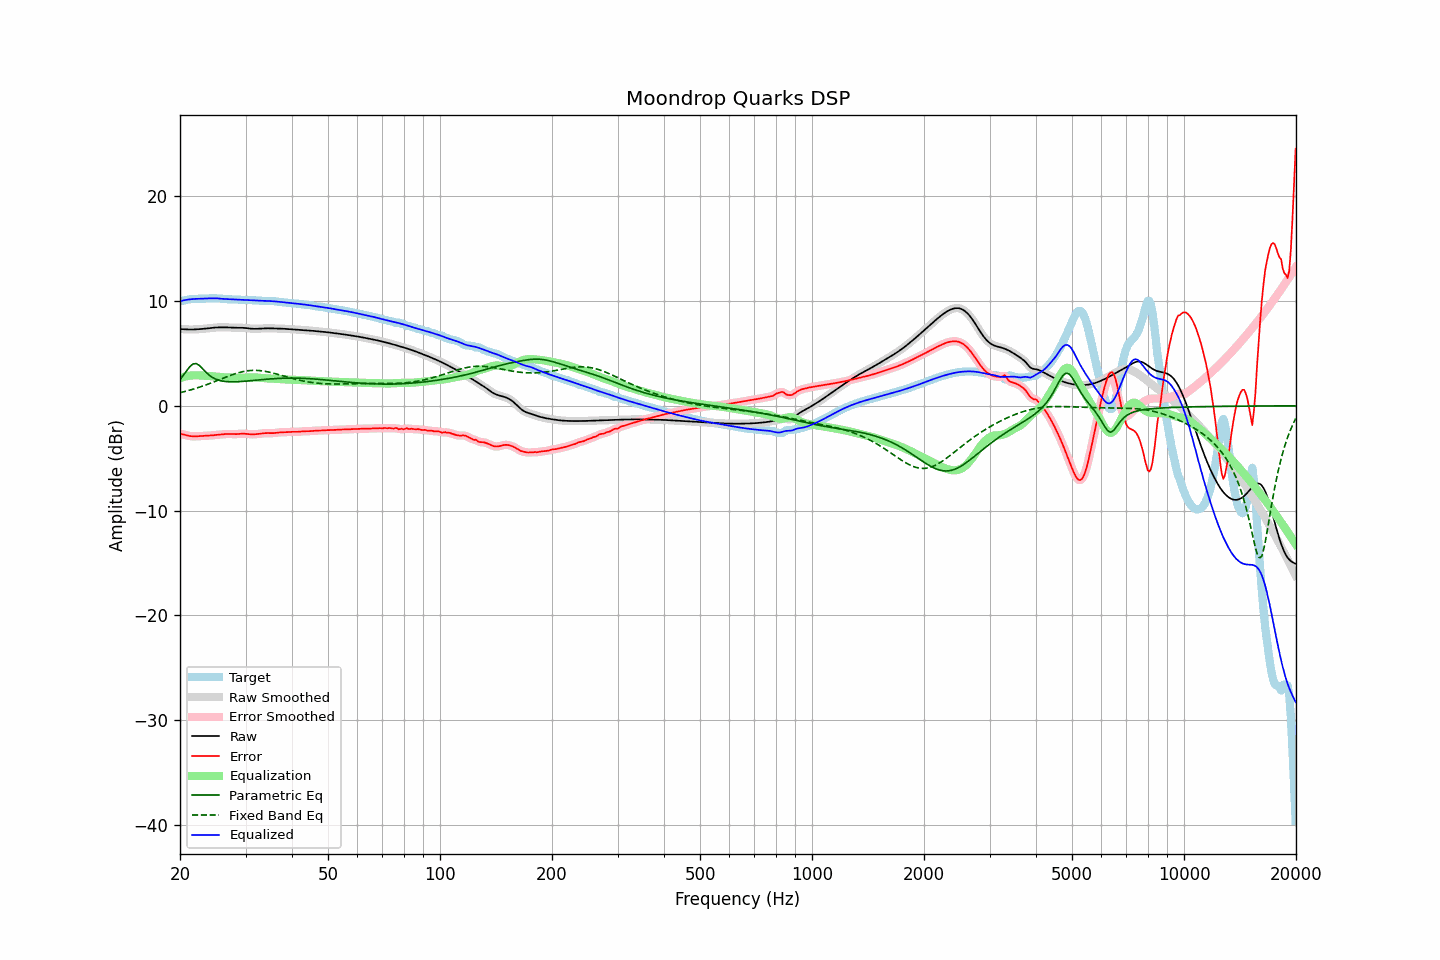 Moondrop Quarks DSP
Amplitude (dBr)
20
10
0
−10
−20
−30
−40
Target
Raw Smoothed
Error Smoothed
Raw
Error
Equalization
Parametric Eq
Fixed Band Eq
Equalized
20 50 100 200 500 1000 2000 5000 10000 20000
Frequency (Hz)